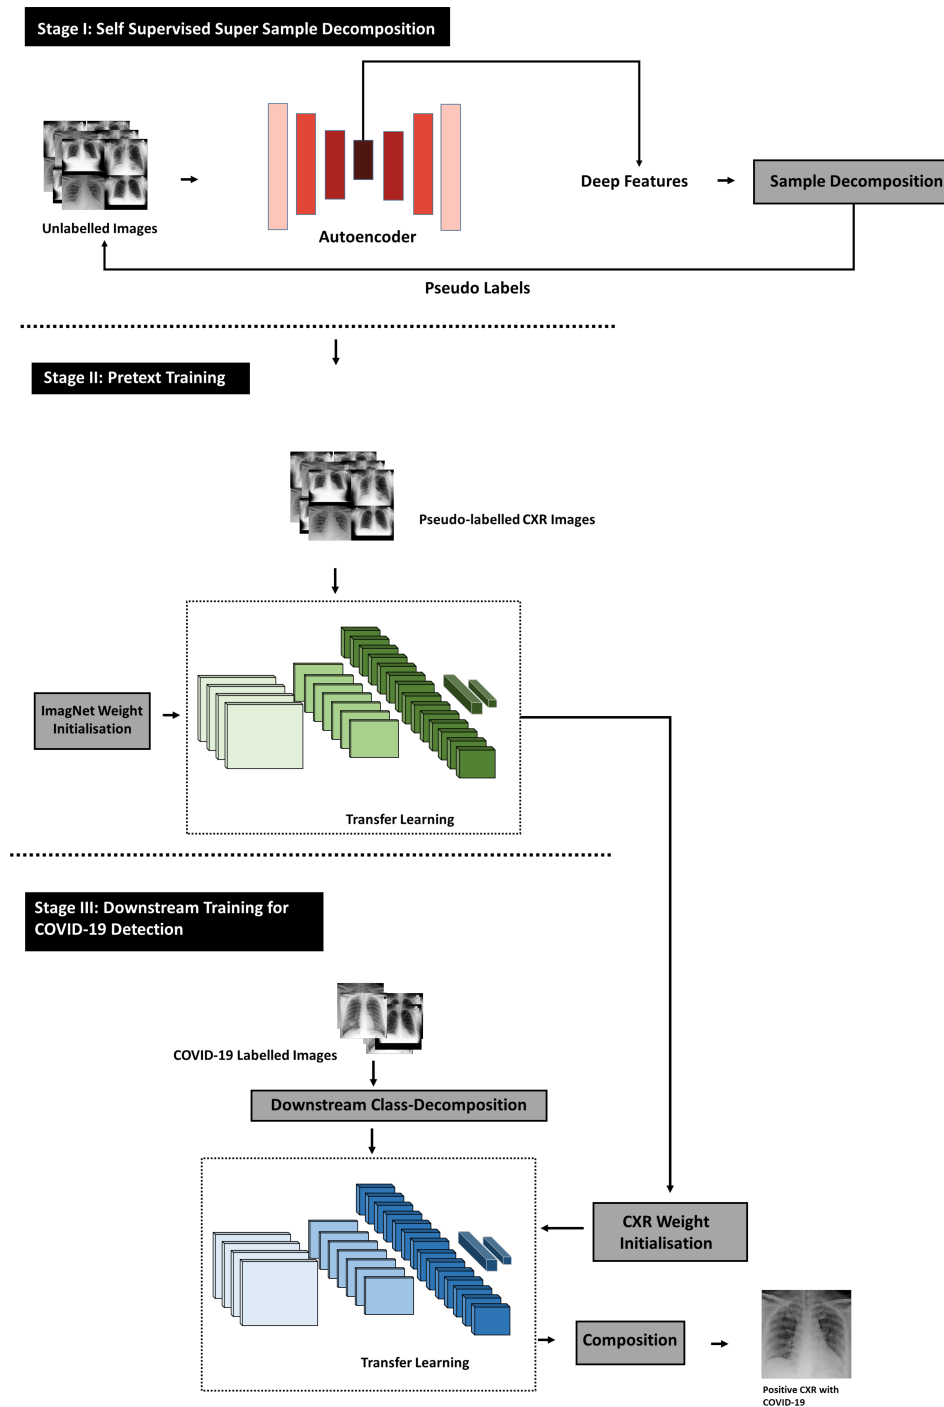 Stage I: Self Supervised Super Sample Decomposition
Unlabelled Images
Autoencoder
Deep Features
Sample Decomposition
Pseudo Labels
Stage II: Pretext Training
Pseudo-labelled CXR Images
ImagNet Weight
Initialisation
Transfer Learning
Stage III: Downstream Training for
COVID-19 Detection
COVID-19 Labelled Images
Downstream Class-Decomposition
CXR Weight
Initialisation
Transfer Learning
Composition
Positive CXR with
COVID-19